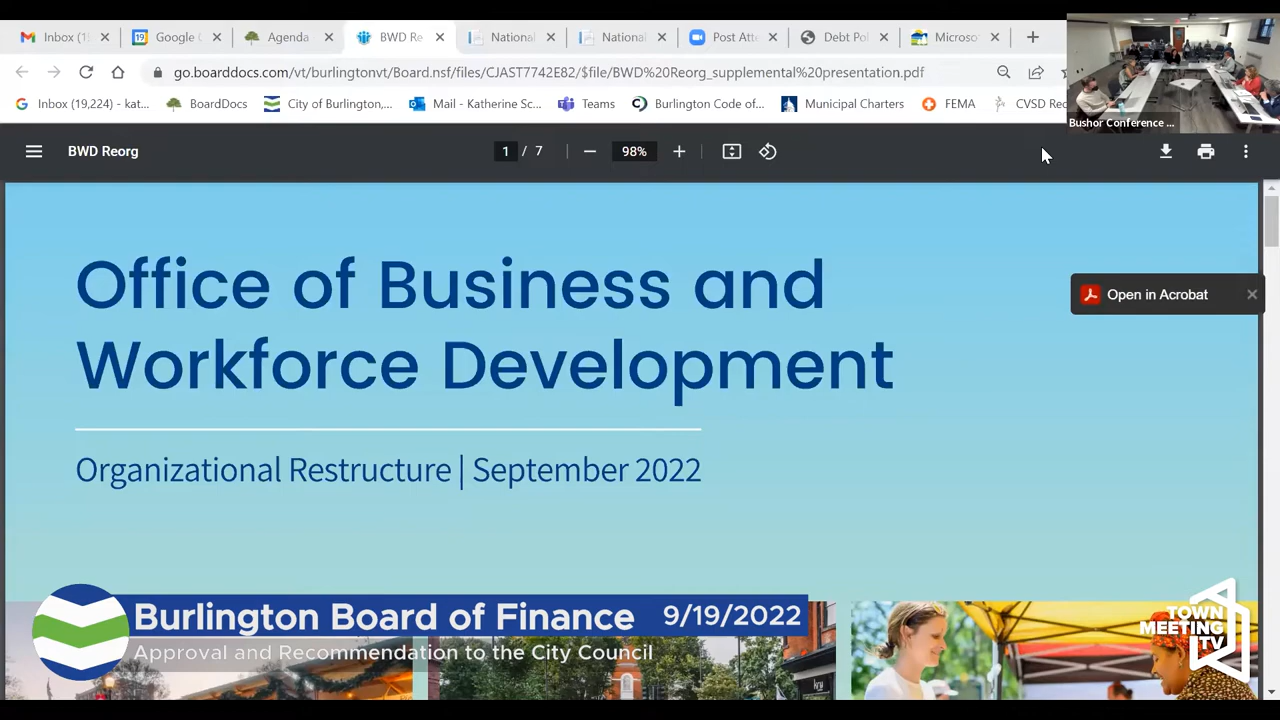 Inbox (1
Google
Agenda
BWD Re
National
National
Post Att
Debt Pol
Microso
go.boarddocs.com/vt/burlingtonvt/Board.nsf/files/CJAST7742E82/$file/BWD%20Reorg_supplemental%20presentation.pdf
Inbox (19,224) - kat...
BoardDocs
City of Burlington,...
Mail - Katherine Sc...
Teams
Burlington Code of...
Municipal Charters
FEMA
CVSD Rec
Bushor Conference ...
BWD Reorg
1 / 7
98%
Office of Business and
Workforce Development
Open in Acrobat
Organizational Restructure | September 2022
Burlington Board of Finance 9/19/2022
Approval and Recommendation to the City Council
TOWN
MEETING
TV